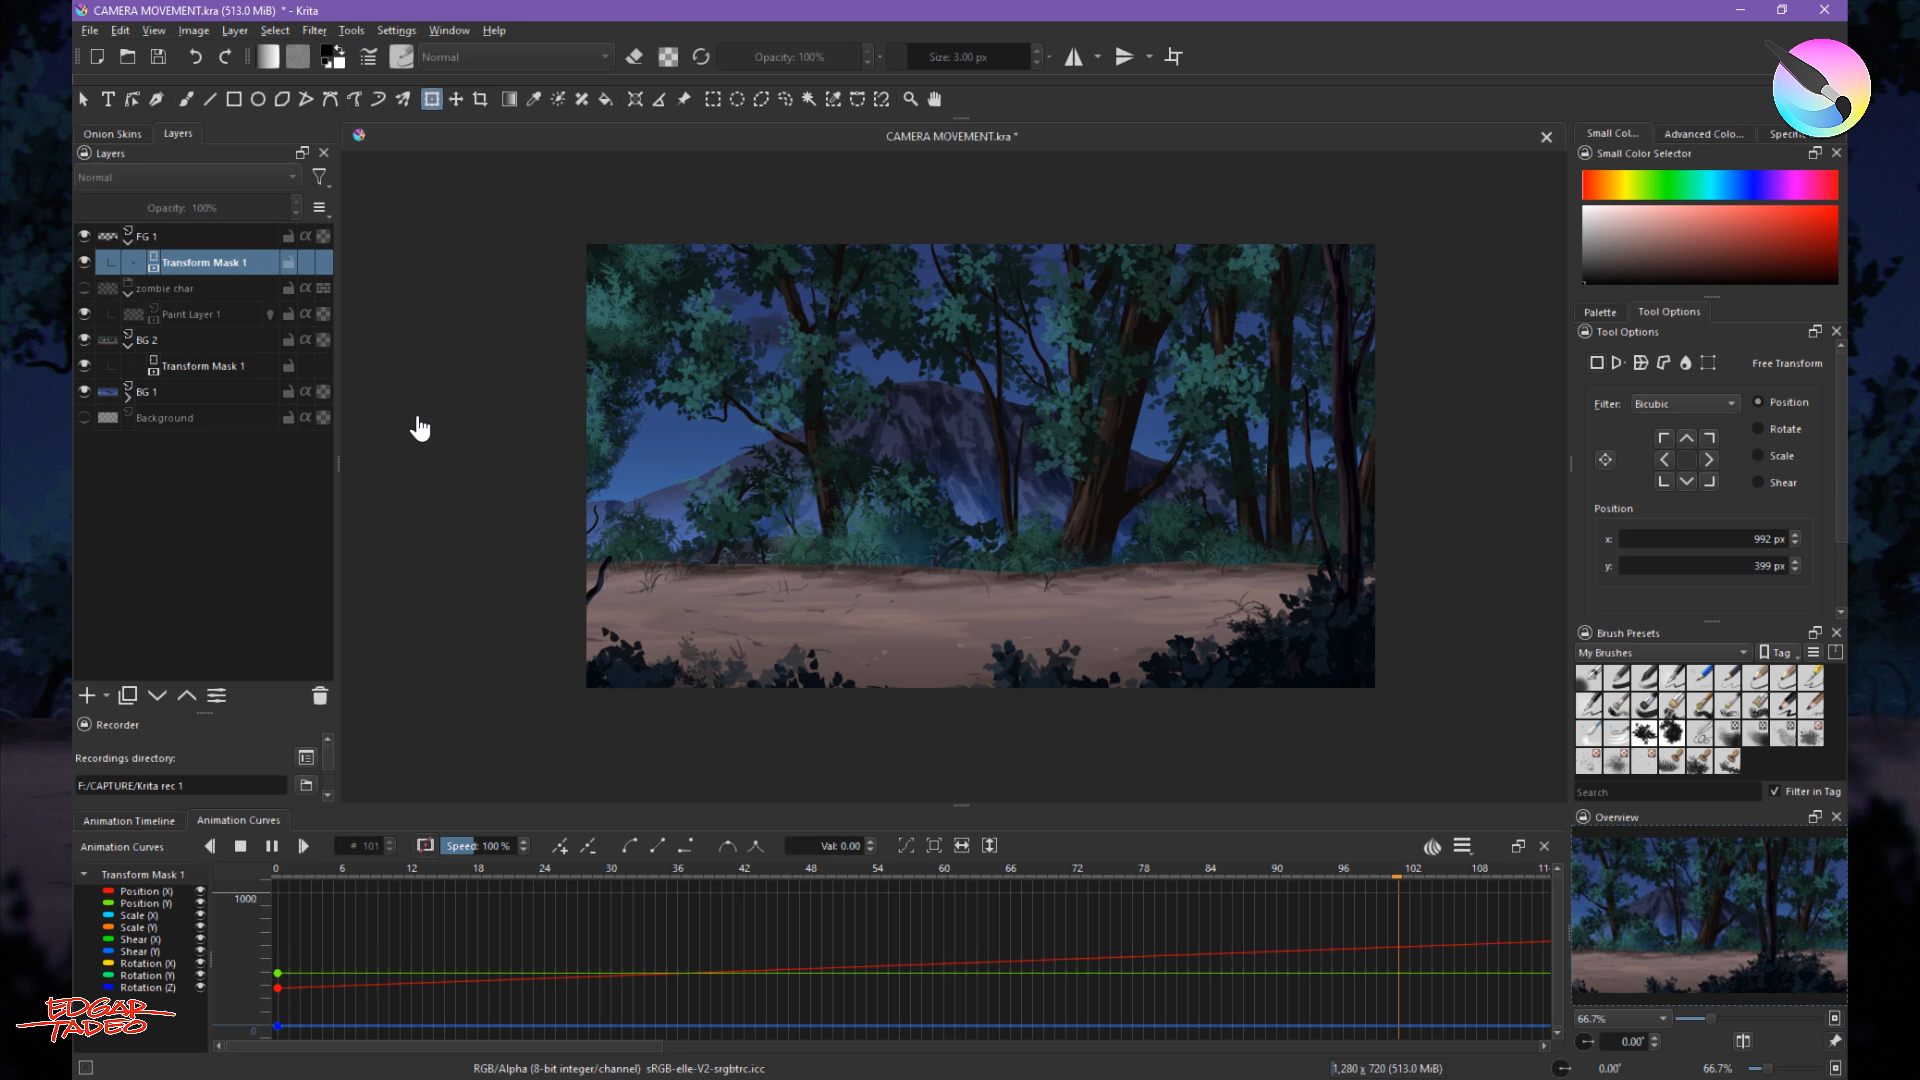 CAMERA MOVEMENT.kra (513.0 MiB) * - Krita
File Edit View Image Layer Select Filter Tools Settings Window Help
Normal
Opacity: 100%
Size: 3.00 px
Onion Skins Layers
CAMERA MOVEMENT.kra *
Small Col... Advanced Colo...
Layers
Small Color Selector
Normal
Opacity: 100%
FG 1
Transform Mask 1
zombie char
Paint Layer 1
BG 2
Transform Mask 1
BG 1
Background
Palette Tool Options
Tool Options
Free Transform
Filter: Bicubic
Position
Rotate
Scale
Shear
Position
x: 992 px
y: 399 px
Brush Presets
My Brushes Tag
Search Filter in Tag
Recorder
Recordings directory:
F:/CAPTURE/Krita rec 1
Animation Timeline Animation Curves
Overview
Animation Curves # 101 Speed: 100% Val: 0.00
0 6 12 18 24 30 36 42 48 54 60 66 72 78 84 90 96 102 108 11
Transform Mask 1
Position (X)
Position (Y)
Scale (X)
Scale (Y)
Shear (X)
Shear (Y)
Rotation (X)
Rotation (Y)
Rotation (Z)
1000
0
EDGAR
TADEO
66.7%
0.00°
RGB/Alpha (8-bit integer/channel) sRGB-elle-V2-srgbtrc.icc
1,280 x 720 (513.0 MiB)
0.00°
66.7%